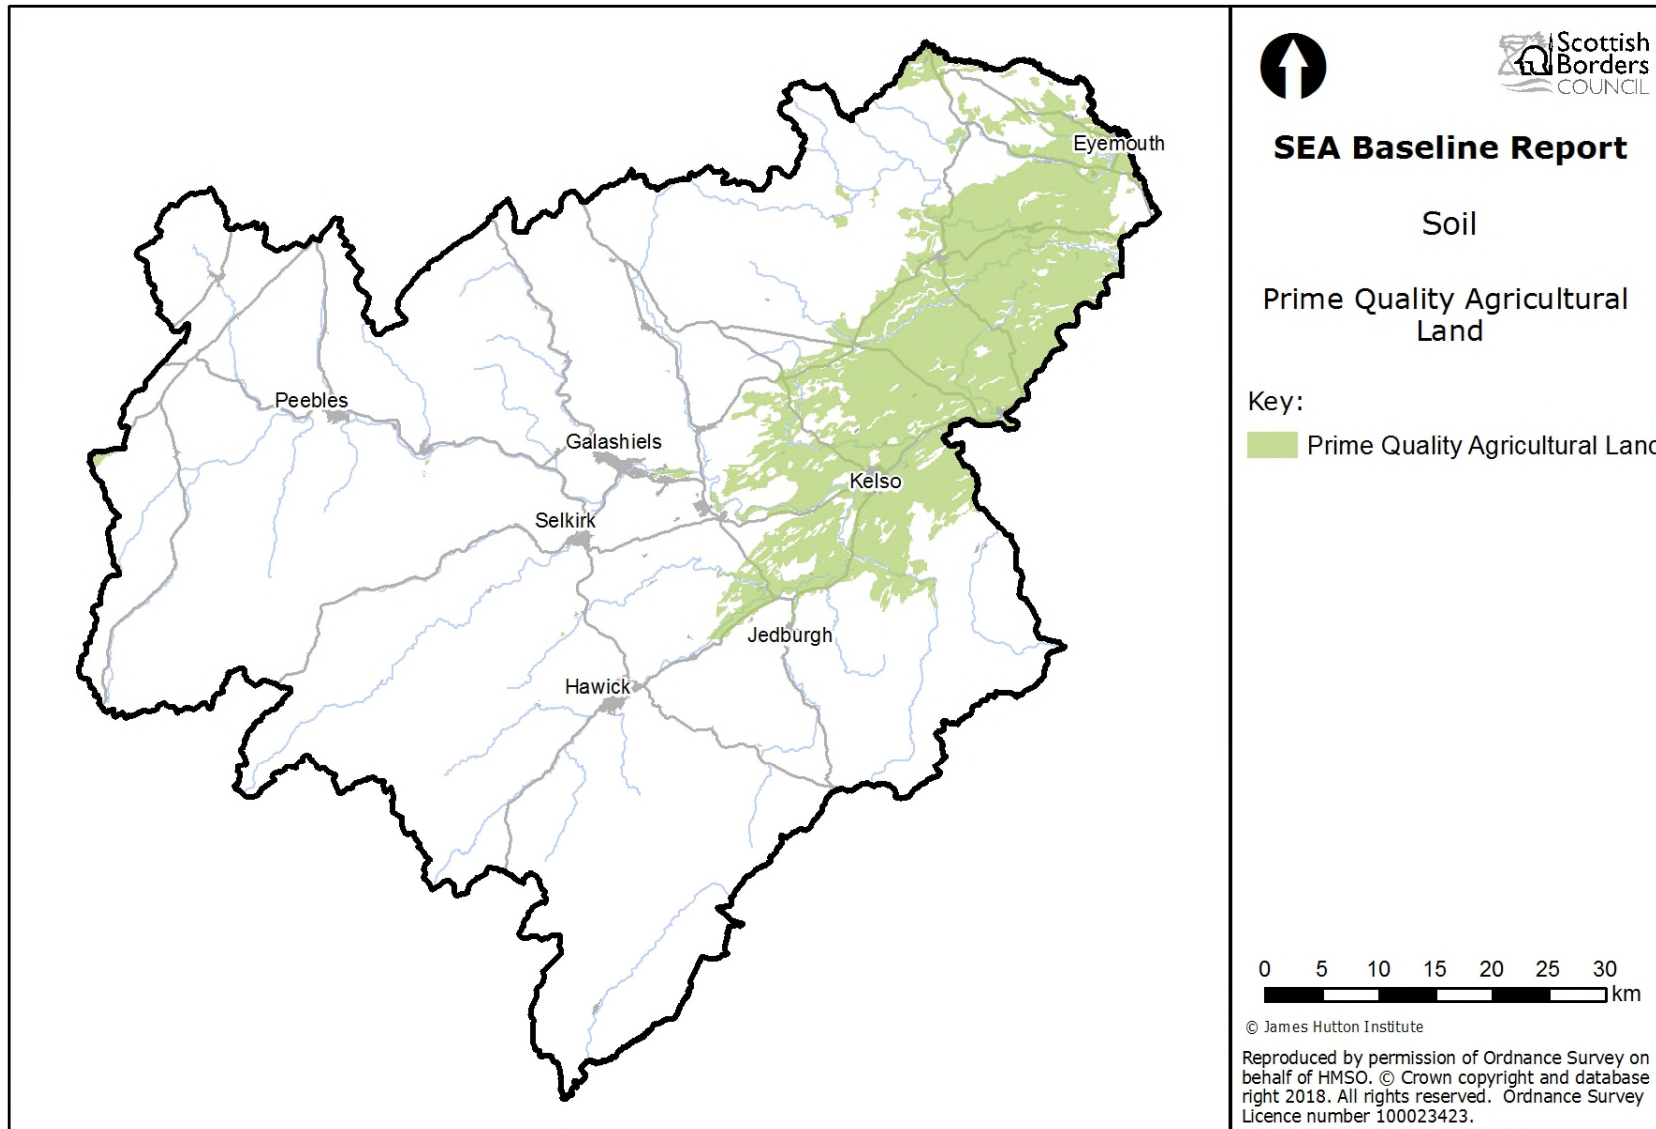 Eyemouth
Peebles
Galashiels
Kelso
Selkirk
Jedburgh
Hawick
Scottish
Borders
COUNCIL
SEA Baseline Report
Soil
Prime Quality Agricultural
Land
Key:
Prime Quality Agricultural Land
0 5 10 15 20 25 30
km
© James Hutton Institute
Reproduced by permission of Ordnance Survey on
behalf of HMSO. © Crown copyright and database
right 2018. All rights reserved. Ordnance Survey
Licence number 100023423.